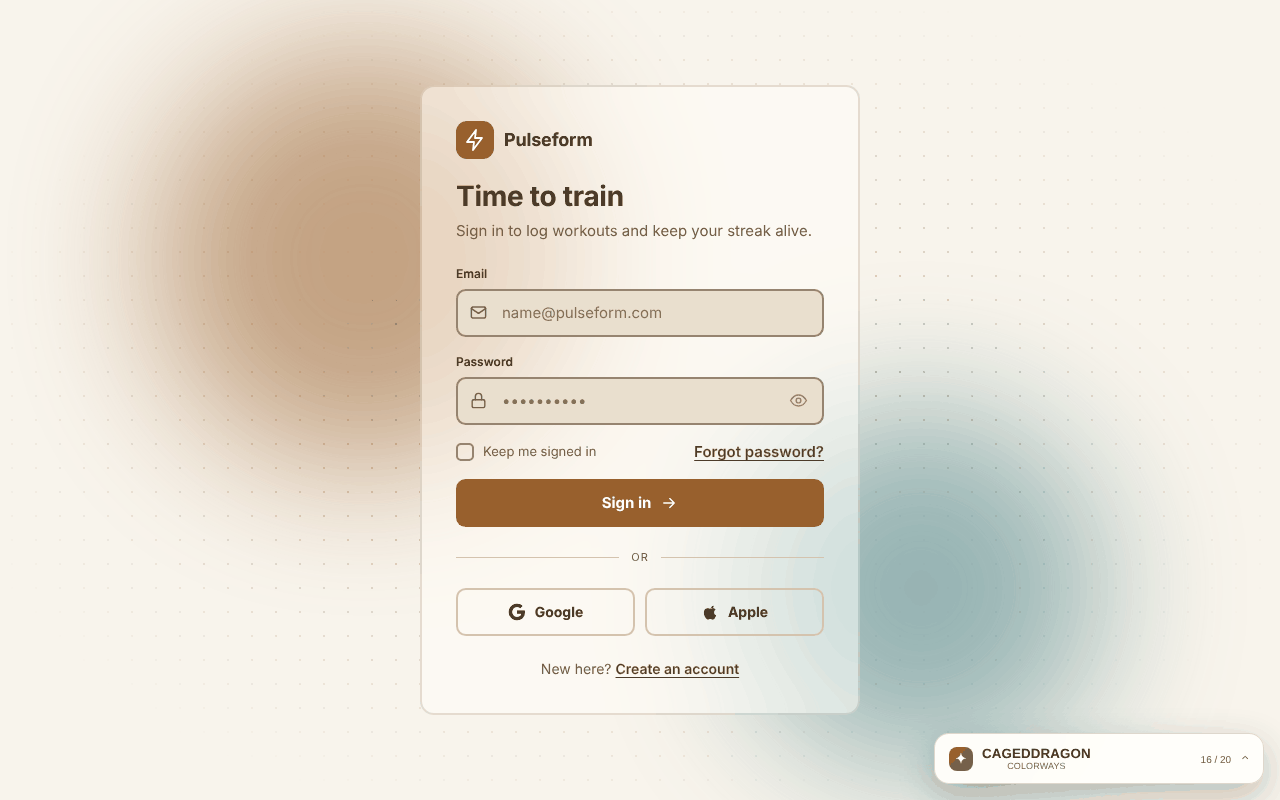 Pulseform
Time to train
Sign in to log workouts and keep your streak alive.
Email
name@pulseform.com
Password
••••••••••
Keep me signed in
Forgot password?
Sign in →
OR
Google
Apple
New here? Create an account
CAGEDDRAGON
COLORWAYS
16 / 20